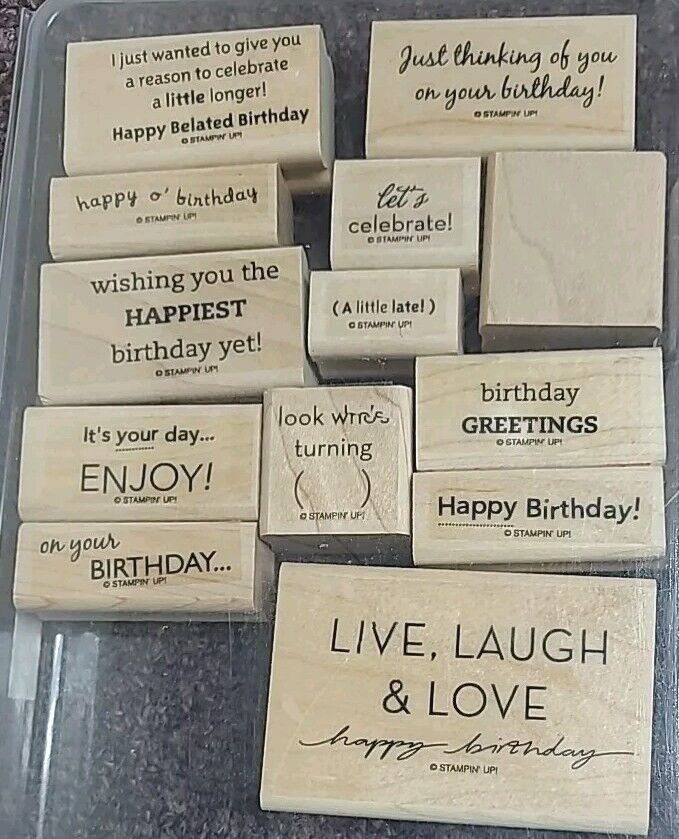 I just wanted to give you
a reason to celebrate
a little longer!
Happy Belated Birthday
© STAMPIN' UP!
Just thinking of you
on your birthday!
© STAMPIN' UP!
happy o' birthday
© STAMPIN' UP!
let's
celebrate!
© STAMPIN' UP!
wishing you the
HAPPIEST
birthday yet!
© STAMPIN' UP!
(A little late!)
© STAMPIN' UP!
birthday
GREETINGS
© STAMPIN' UP!
It's your day...
ENJOY!
© STAMPIN' UP!
look
turning
( )
© STAMPIN' UP!
Happy Birthday!
© STAMPIN' UP!
on your
BIRTHDAY...
© STAMPIN' UP!
LIVE, LAUGH
& LOVE
happy birthday
© STAMPIN' UP!